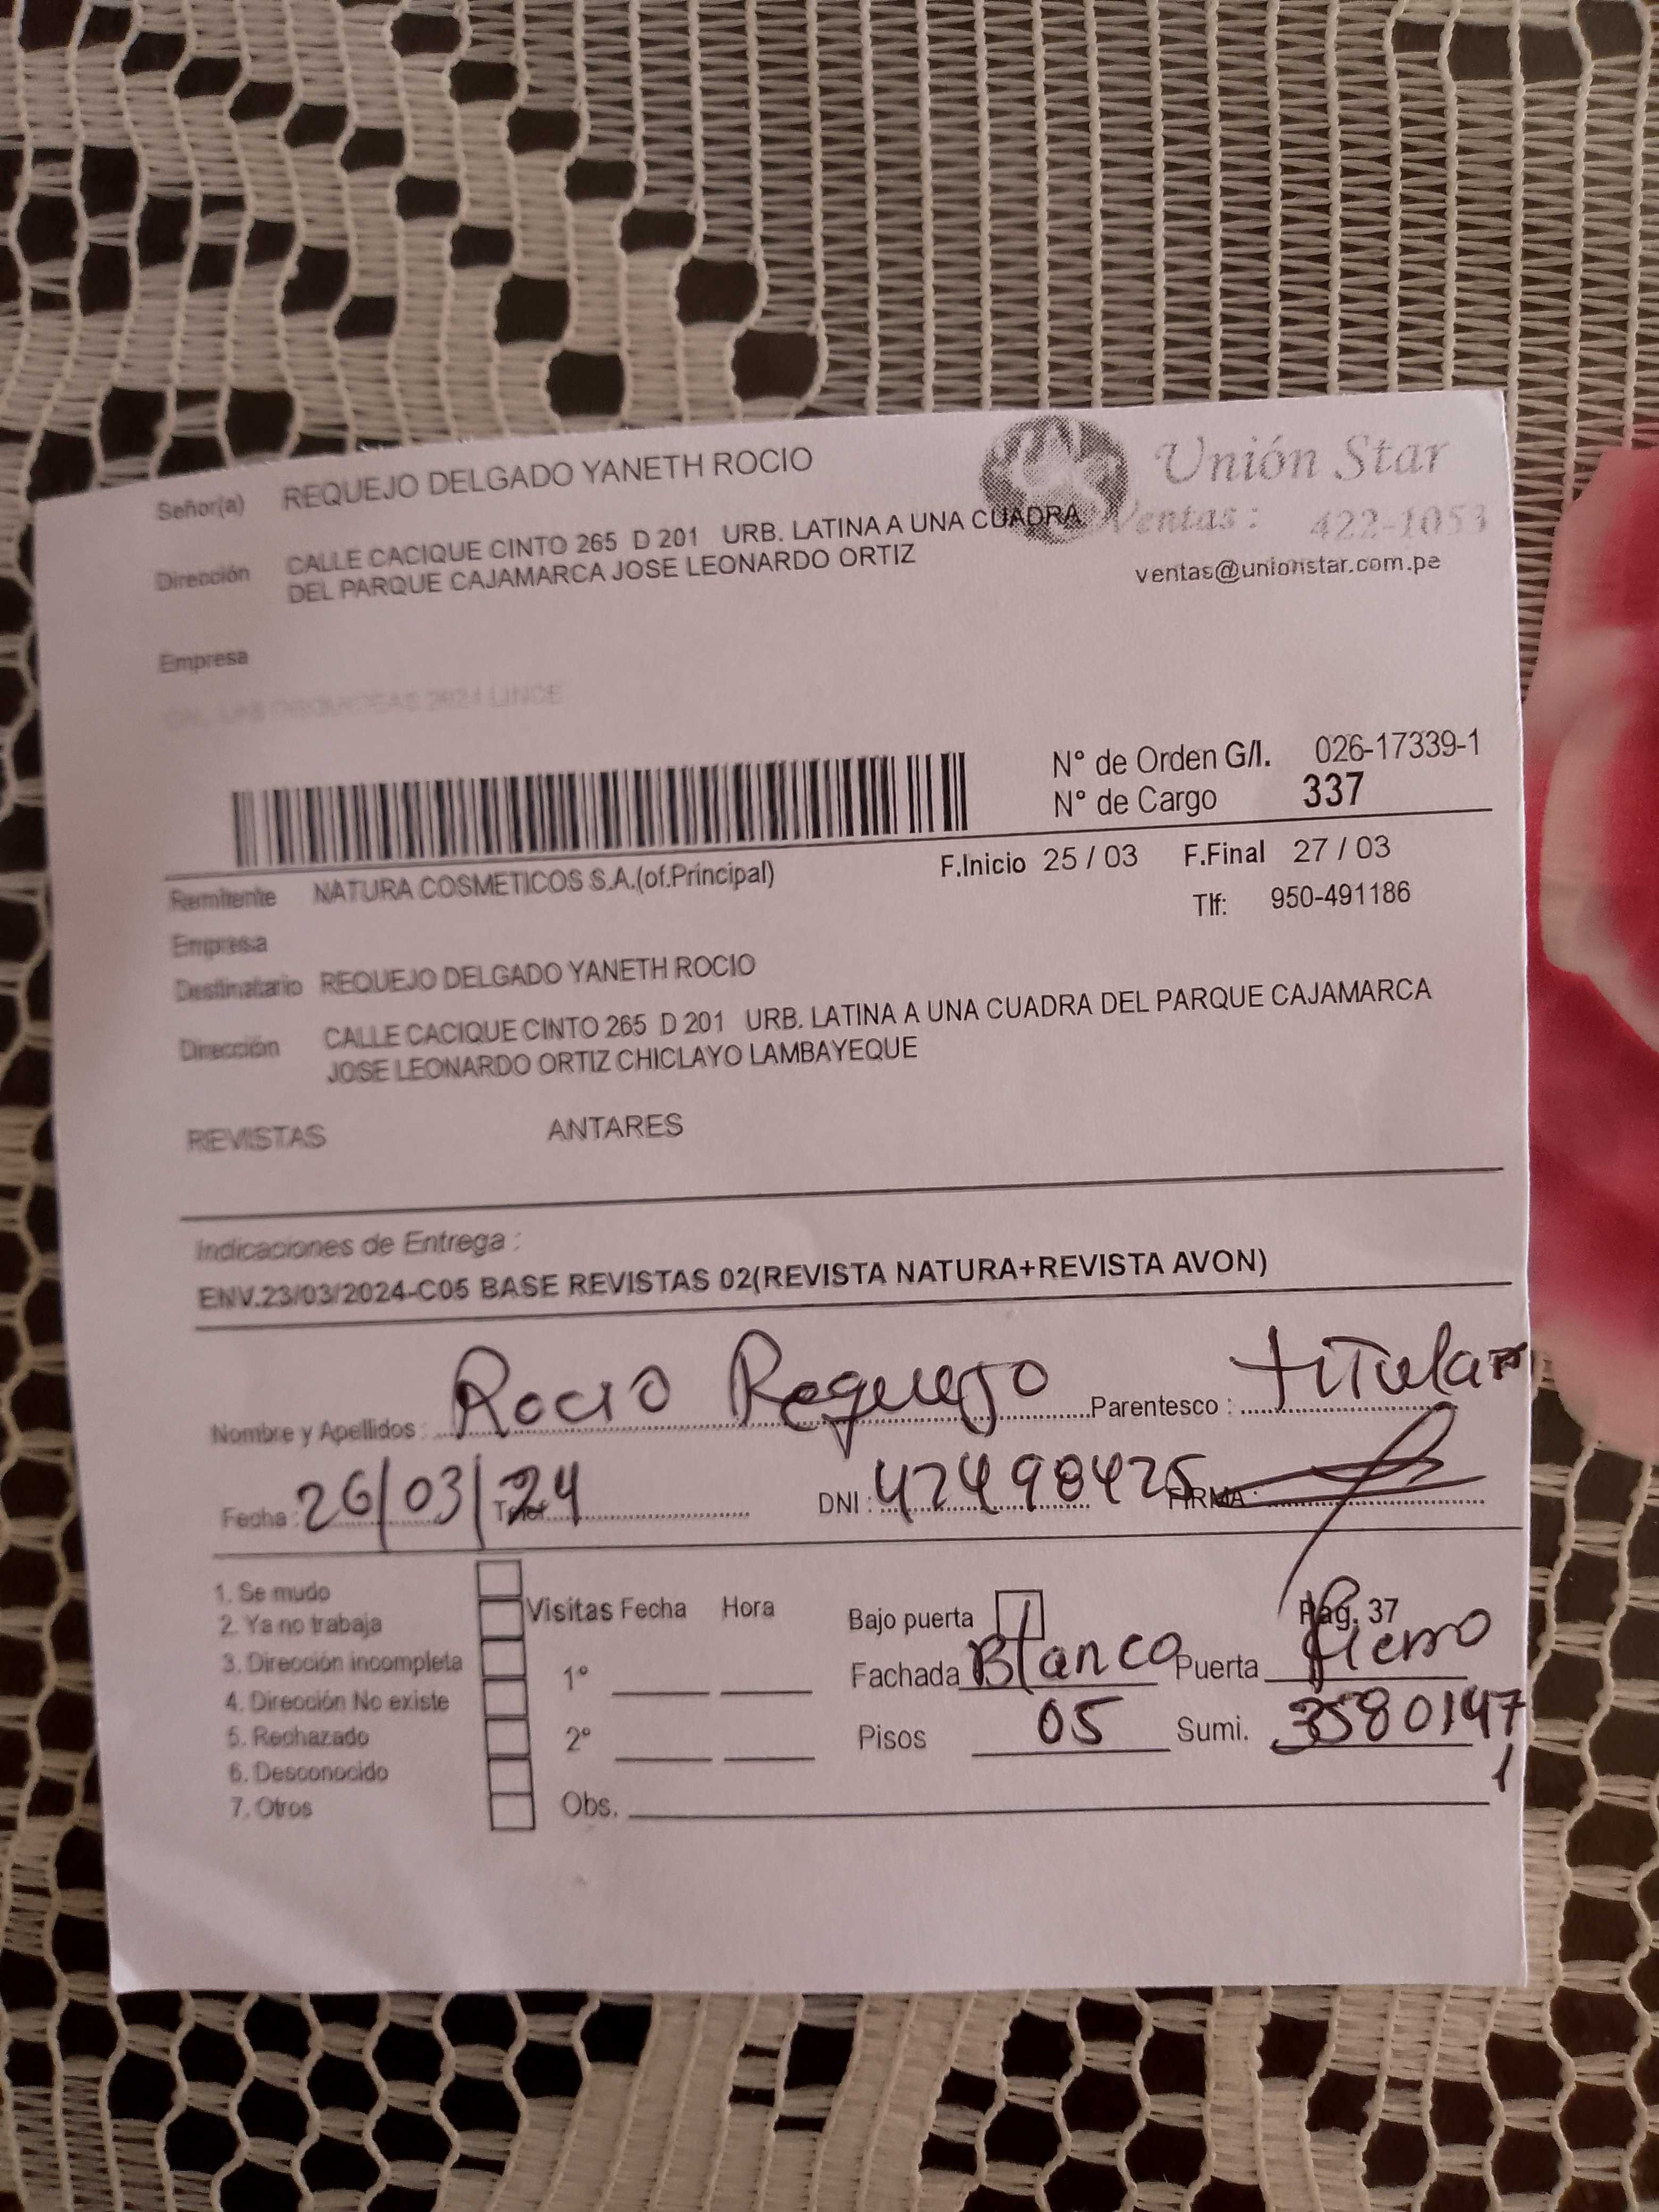 Señor(a) REQUEJO DELGADO YANETH ROCIO
Unión Star
Ventas : 422-1053
ventas@unionstar.com.pe
Dirección CALLE CACIQUE CINTO 265 D 201 URB. LATINA A UNA CUADRA
DEL PARQUE CAJAMARCA JOSE LEONARDO ORTIZ
Empresa
2624 LINCE
N° de Orden G/I. 026-17339-1
N° de Cargo 337
Remitente NATURA COSMETICOS S.A.(of.Principal) F.Inicio 25 / 03 F.Final 27 / 03
Tlf: 950-491186
Empresa
Destinatario REQUEJO DELGADO YANETH ROCIO
Dirección CALLE CACIQUE CINTO 265 D 201 URB. LATINA A UNA CUADRA DEL PARQUE CAJAMARCA
JOSE LEONARDO ORTIZ CHICLAYO LAMBAYEQUE
REVISTAS ANTARES
Indicaciones de Entrega :
ENV.23/03/2024-C05 BASE REVISTAS 02(REVISTA NATURA+REVISTA AVON)
Nombre y Apellidos : Rocio Requejo Parentesco : titular
Fecha : 26/03/24 Telef. DNI : 42490425 FIRMA :
1. Se mudo
2. Ya no trabaja
3. Dirección incompleta
4. Dirección No existe
5. Rechazado
6. Desconocido
7. Otros
Visitas Fecha Hora
1°
2°
Obs.
Bajo puerta Pág. 37
Fachada Blanco Puerta fierro
Pisos 05 Sumi. 35801471